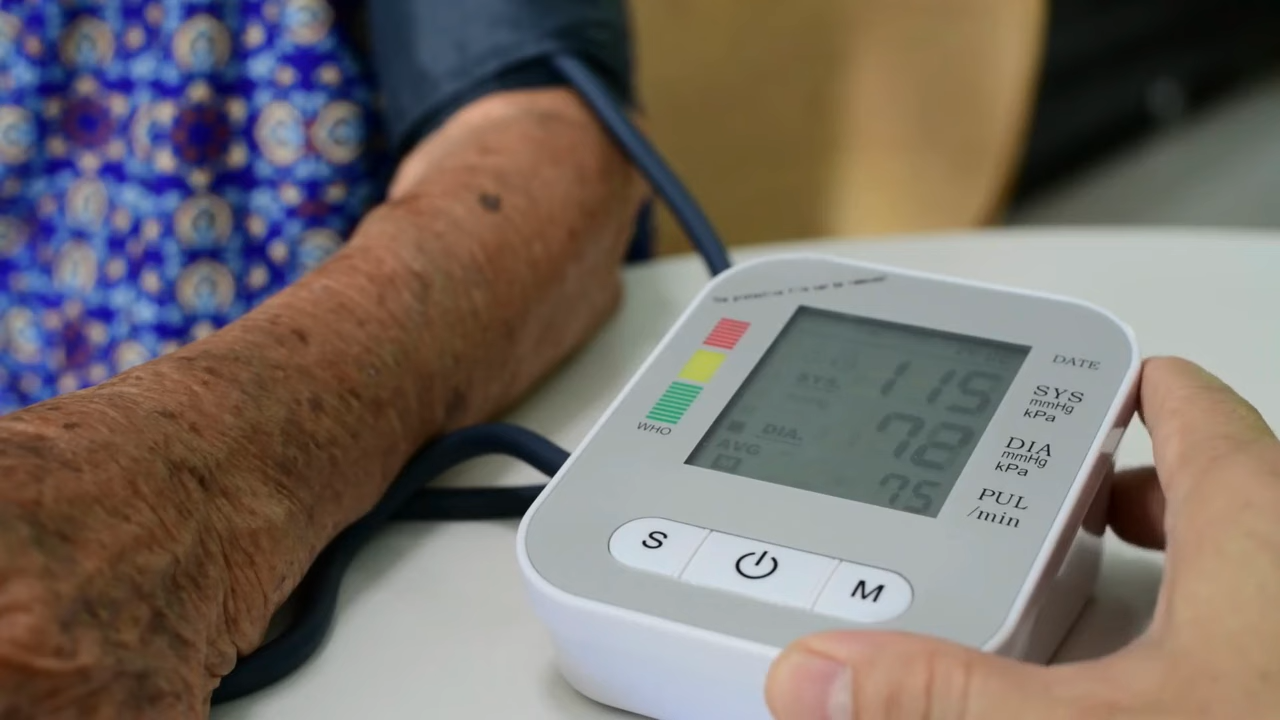 DATE
SYS
mmHg
kPa
DIA
mmHg
kPa
PUL
/min
WHO
SYS.
115
DIA.
78
AVG
75
S
M